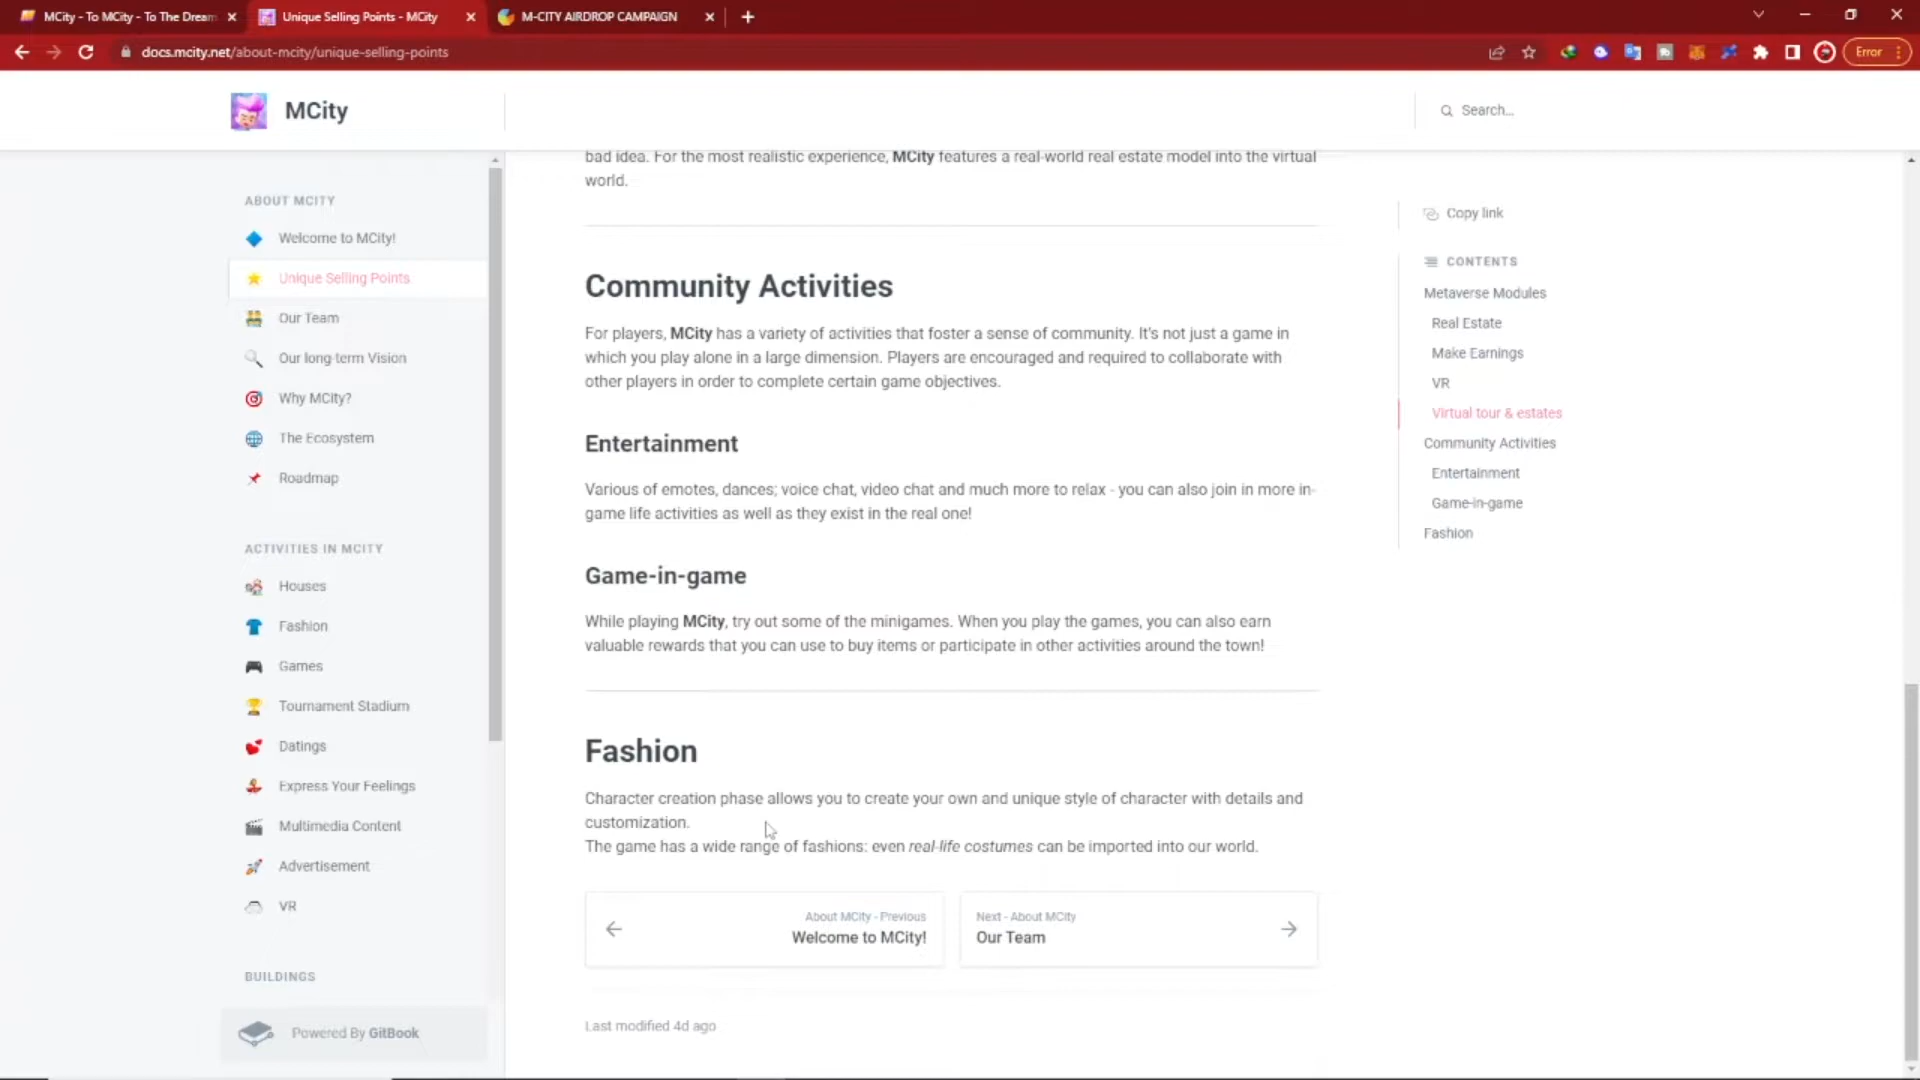 MCity - To MCity - To The Dream
Unique Selling Points - MCity
M-CITY AIRDROP CAMPAIGN
docs.mcity.net/about-mcity/unique-selling-points
Error
MCity
Search...
ABOUT MCITY
Welcome to MCity!
Unique Selling Points
Our Team
Our long-term Vision
Why MCity?
The Ecosystem
Roadmap
ACTIVITIES IN MCITY
Houses
Fashion
Games
Tournament Stadium
Datings
Express Your Feelings
Multimedia Content
Advertisement
VR
BUILDINGS
Powered By GitBook
bad idea. For the most realistic experience, MCity features a real-world real estate model into the virtual
world.
Community Activities
For players, MCity has a variety of activities that foster a sense of community. It's not just a game in
which you play alone in a large dimension. Players are encouraged and required to collaborate with
other players in order to complete certain game objectives.
Entertainment
Various of emotes, dances; voice chat, video chat and much more to relax - you can also join in more in-
game life activities as well as they exist in the real one!
Game-in-game
While playing MCity, try out some of the minigames. When you play the games, you can also earn
valuable rewards that you can use to buy items or participate in other activities around the town!
Fashion
Character creation phase allows you to create your own and unique style of character with details and
customization.
The game has a wide range of fashions: even real-life costumes can be imported into our world.
About MCity - Previous
Welcome to MCity!
Next - About MCity
Our Team
Last modified 4d ago
Copy link
CONTENTS
Metaverse Modules
Real Estate
Make Earnings
VR
Virtual tour & estates
Community Activities
Entertainment
Game-in-game
Fashion